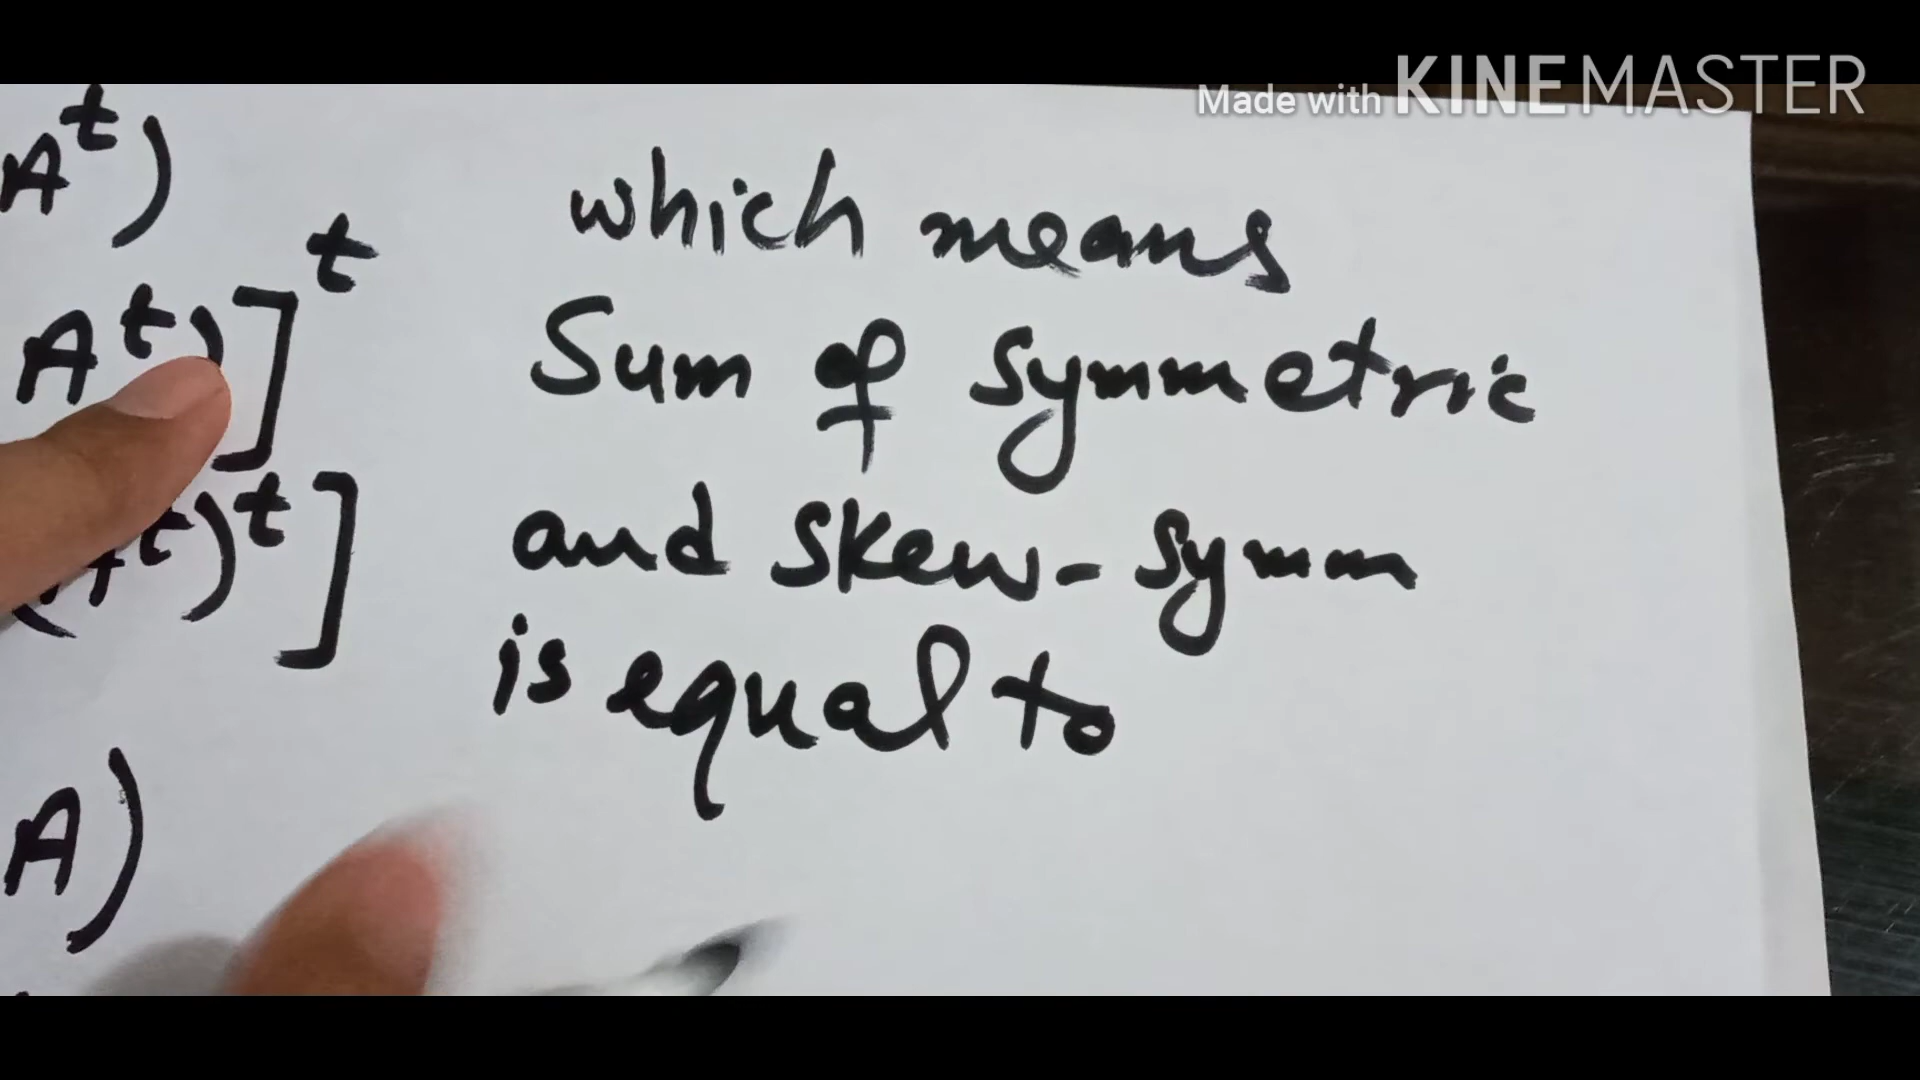 Made with KINEMASTER
A^t)
A^t)]^t
t)^t]
A)
which means
Sum of Symmetric
and Skew-Symm
is equal to